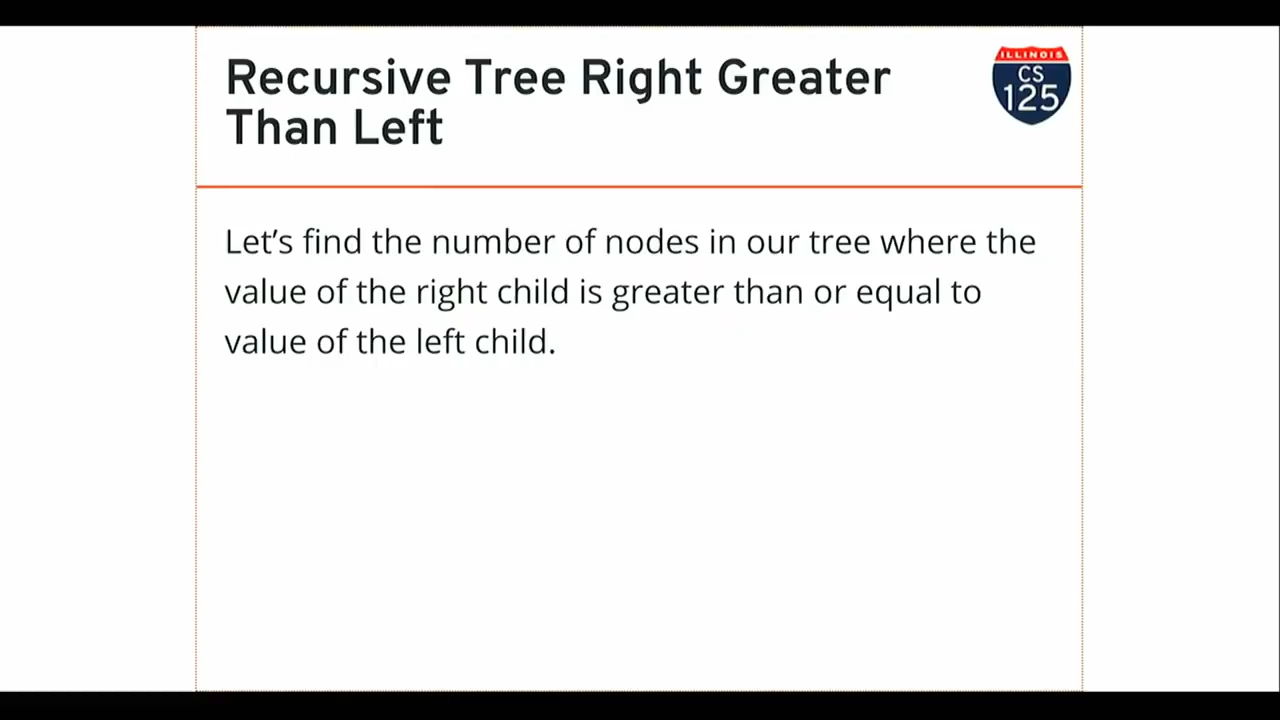 Recursive Tree Right Greater
Than Left
ILLINOIS
CS
125
Let's find the number of nodes in our tree where the
value of the right child is greater than or equal to
value of the left child.